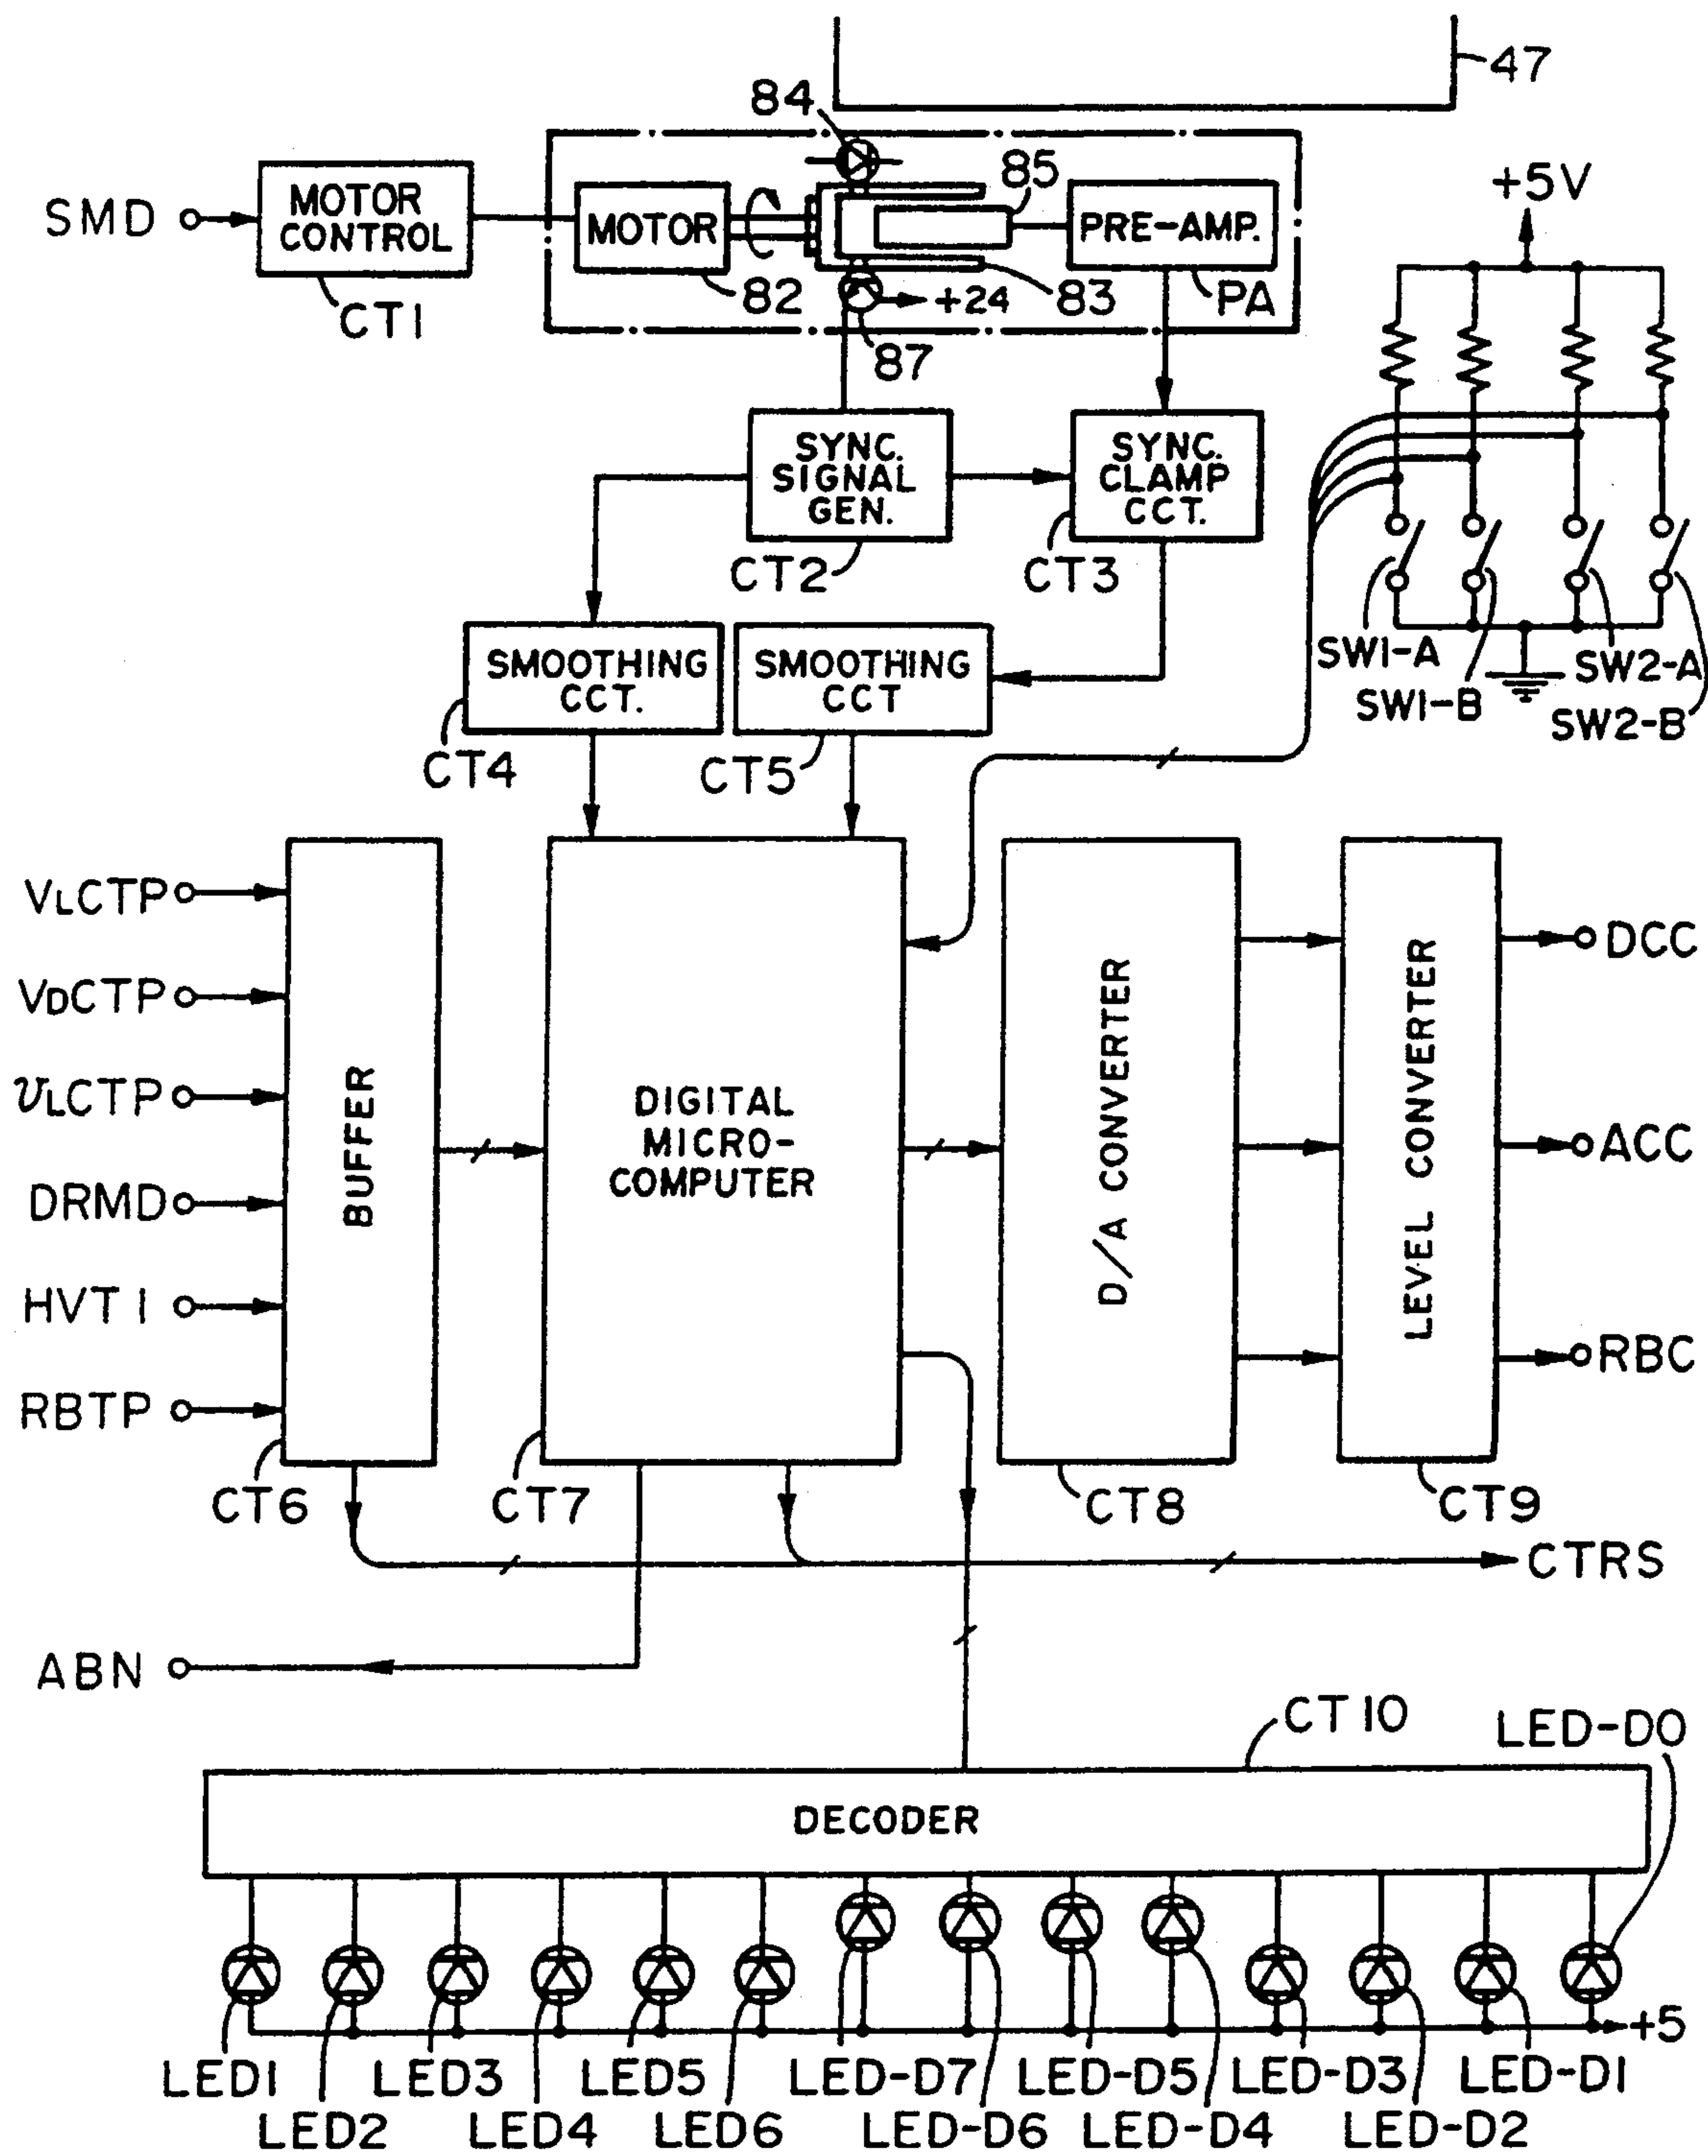 47
84
85
+5V
SMD
MOTOR
CONTROL
MOTOR
PRE-AMP.
82
+24
83
PA
CT1
87
SYNC.
SIGNAL
GEN.
SYNC.
CLAMP
CCT.
CT2
CT3
SW1-A
SW2-A
SW1-B
SW2-B
SMOOTHING
CCT.
SMOOTHING
CCT
CT4
CT5
VLCTP
VDCTP
υLCTP
DRMD
HVT1
RBTP
BUFFER
DIGITAL
MICRO-
COMPUTER
D/A CONVERTER
LEVEL CONVERTER
DCC
ACC
RBC
CT6
CT7
CT8
CT9
CTRS
ABN
CT10
LED-D0
DECODER
+5
LED1
LED3
LED5
LED-D7
LED-D5
LED-D3
LED-D1
LED2
LED4
LED6
LED-D6
LED-D4
LED-D2